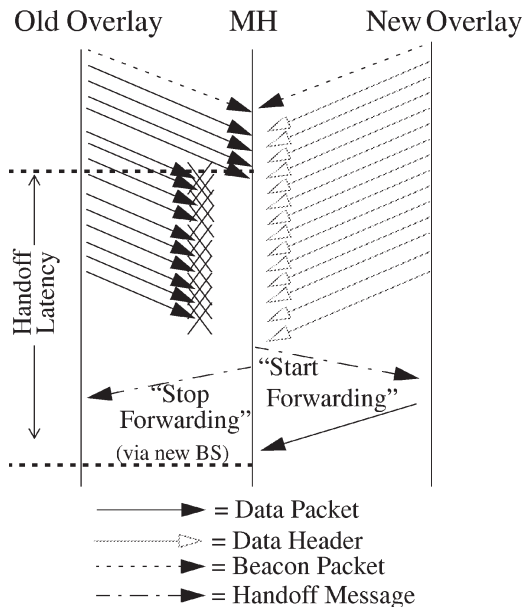 Old Overlay MH New Overlay
Handoff
Latency
"Start
Forwarding"
"Stop
Forwarding"
(via new BS)
= Data Packet
= Data Header
= Beacon Packet
= Handoff Message